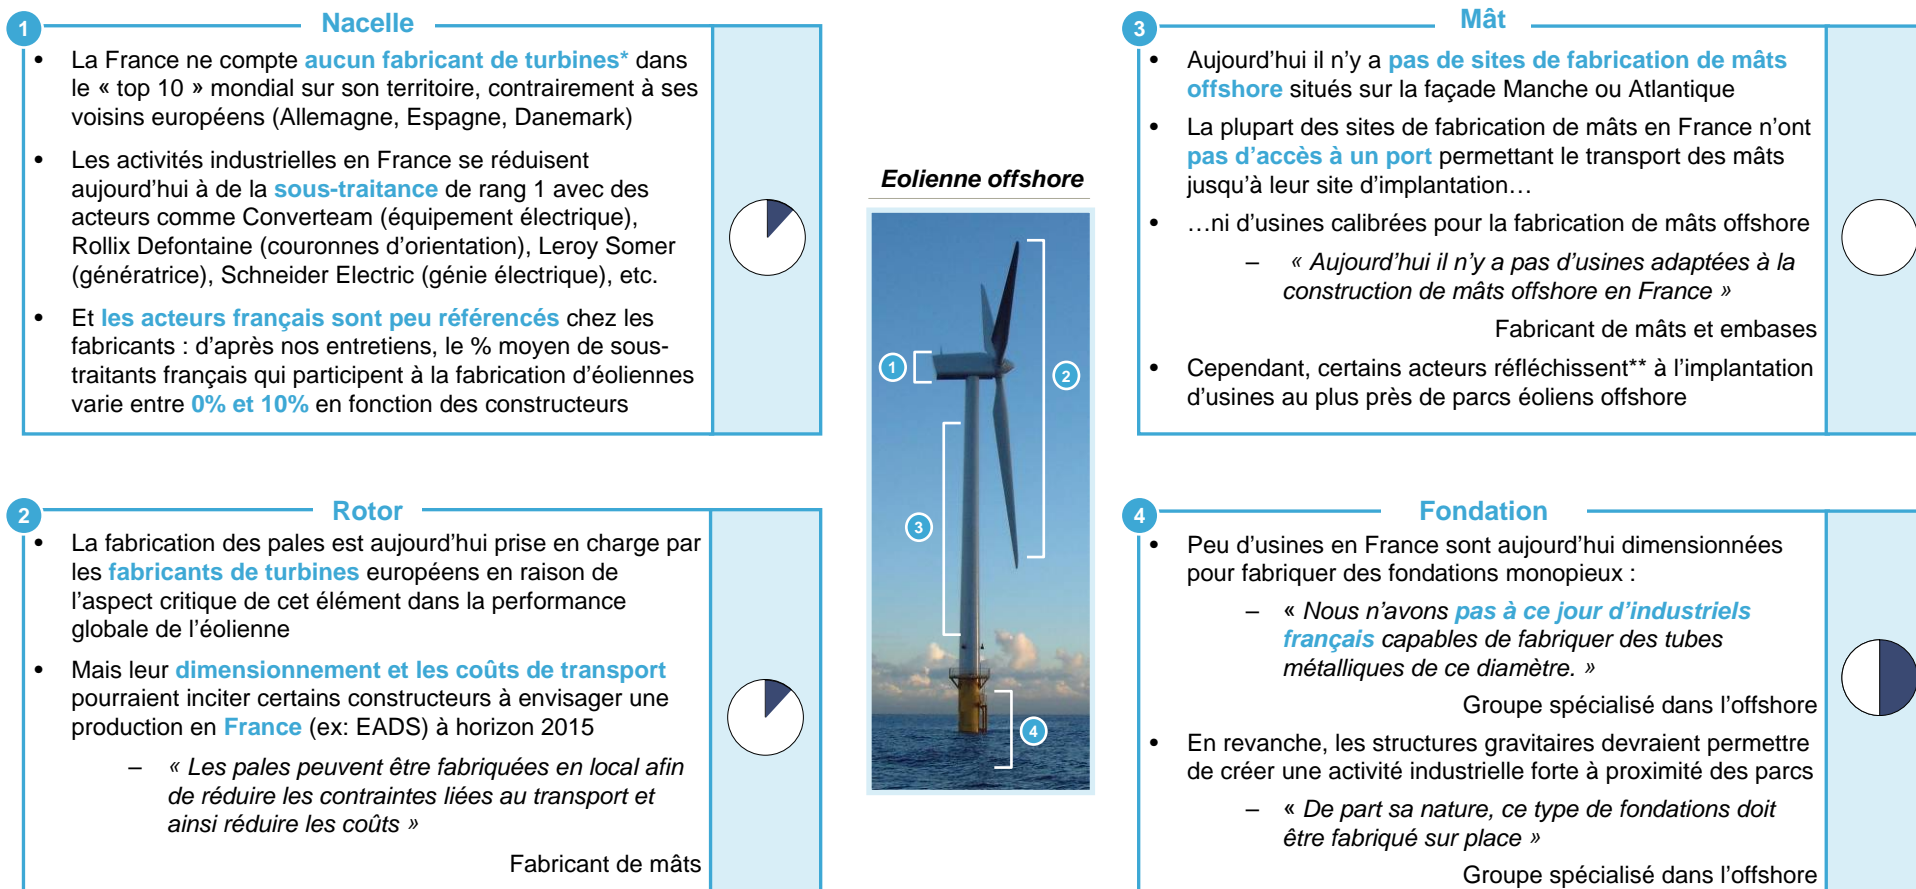 1
Nacelle
• La France ne compte aucun fabricant de turbines* dans
le « top 10 » mondial sur son territoire, contrairement à ses
voisins européens (Allemagne, Espagne, Danemark)
• Les activités industrielles en France se réduisent
aujourd’hui à de la sous-traitance de rang 1 avec des
acteurs comme Converteam (équipement électrique),
Rollix Defontaine (couronnes d’orientation), Leroy Somer
(génératrice), Schneider Electric (génie électrique), etc.
• Et les acteurs français sont peu référencés chez les
fabricants : d’après nos entretiens, le % moyen de sous-
traitants français qui participent à la fabrication d’éoliennes
varie entre 0% et 10% en fonction des constructeurs
2
Rotor
• La fabrication des pales est aujourd’hui prise en charge par
les fabricants de turbines européens en raison de
l’aspect critique de cet élément dans la performance
globale de l’éolienne
• Mais leur dimensionnement et les coûts de transport
pourraient inciter certains constructeurs à envisager une
production en France (ex: EADS) à horizon 2015
– « Les pales peuvent être fabriquées en local afin
de réduire les contraintes liées au transport et
ainsi réduire les coûts »
Fabricant de mâts
Eolienne offshore
1
2
3
4
3
Mât
• Aujourd’hui il n’y a pas de sites de fabrication de mâts
offshore situés sur la façade Manche ou Atlantique
• La plupart des sites de fabrication de mâts en France n’ont
pas d’accès à un port permettant le transport des mâts
jusqu’à leur site d’implantation…
• …ni d’usines calibrées pour la fabrication de mâts offshore
– « Aujourd’hui il n’y a pas d’usines adaptées à la
construction de mâts offshore en France »
Fabricant de mâts et embases
• Cependant, certains acteurs réfléchissent** à l’implantation
d’usines au plus près de parcs éoliens offshore
4
Fondation
• Peu d’usines en France sont aujourd’hui dimensionnées
pour fabriquer des fondations monopieux :
– « Nous n’avons pas à ce jour d’industriels
français capables de fabriquer des tubes
métalliques de ce diamètre. »
Groupe spécialisé dans l’offshore
• En revanche, les structures gravitaires devraient permettre
de créer une activité industrielle forte à proximité des parcs
– « De part sa nature, ce type de fondations doit
être fabriqué sur place »
Groupe spécialisé dans l’offshore